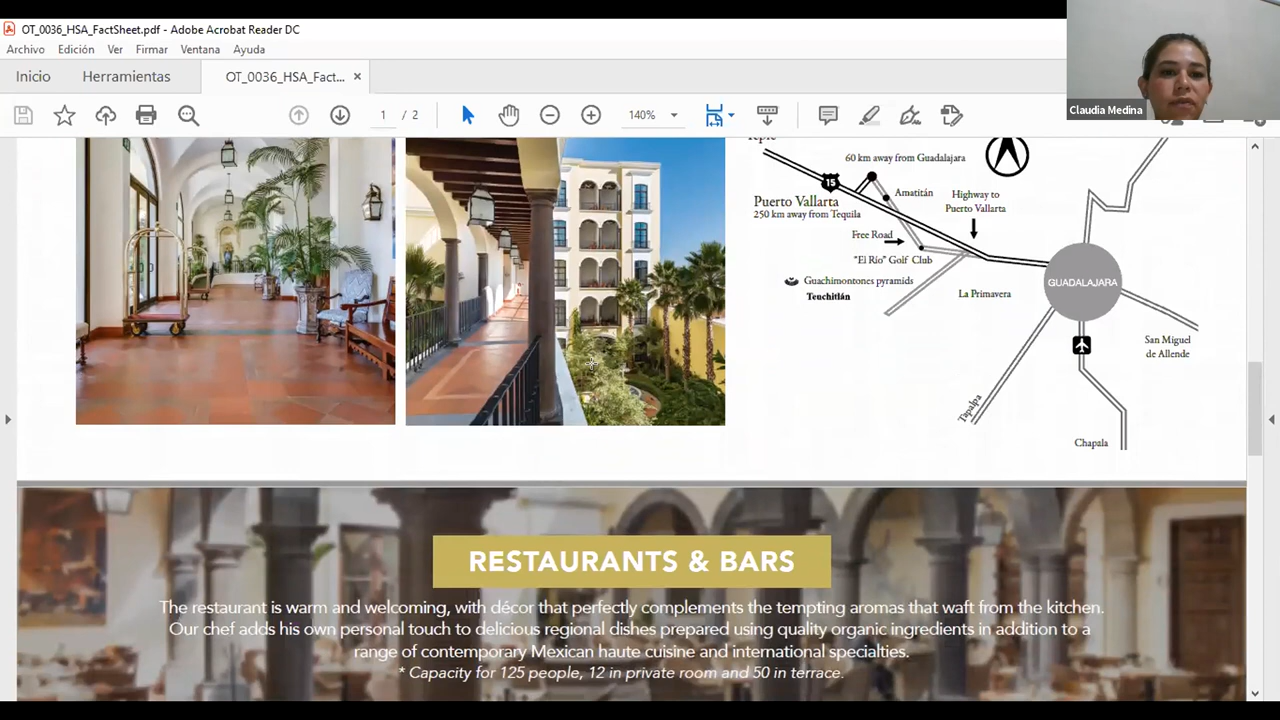 OT_0036_HSA_FactSheet.pdf - Adobe Acrobat Reader DC
Archivo Edición Ver Firmar Ventana Ayuda
Inicio Herramientas OT_0036_HSA_Fact... ×
1 / 2 140%
Claudia Medina
60 km away from Guadalajara
15
Amatitán
Highway to
Puerto Vallarta
Puerto Vallarta
250 km away from Tequila
Free Road
"El Río" Golf Club
Guachimontones pyramids
Teuchitlán
La Primavera
GUADALAJARA
San Miguel
de Allende
Tapalpa
Chapala
RESTAURANTS & BARS
The restaurant is warm and welcoming, with décor that perfectly complements the tempting aromas that waft from the kitchen.
Our chef adds his own personal touch to delicious regional dishes prepared using quality organic ingredients in addition to a
range of contemporary Mexican haute cuisine and international specialties.
* Capacity for 125 people, 12 in private room and 50 in terrace.